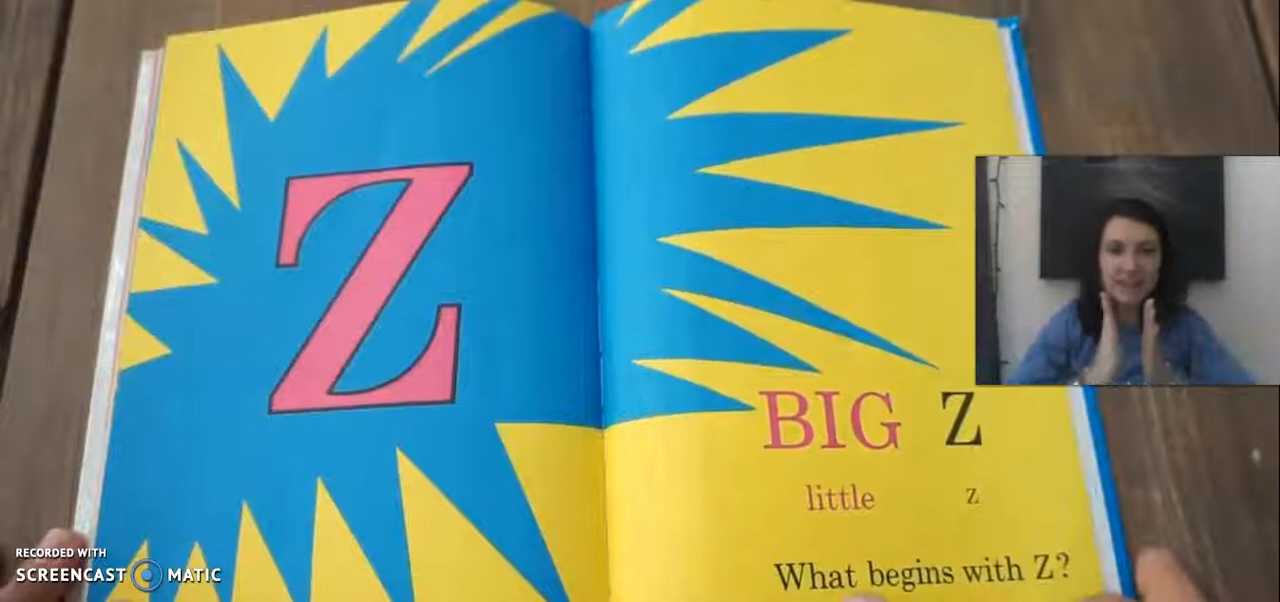 Z
BIG Z
little z
What begins with Z?
RECORDED WITH
SCREENCAST MATIC